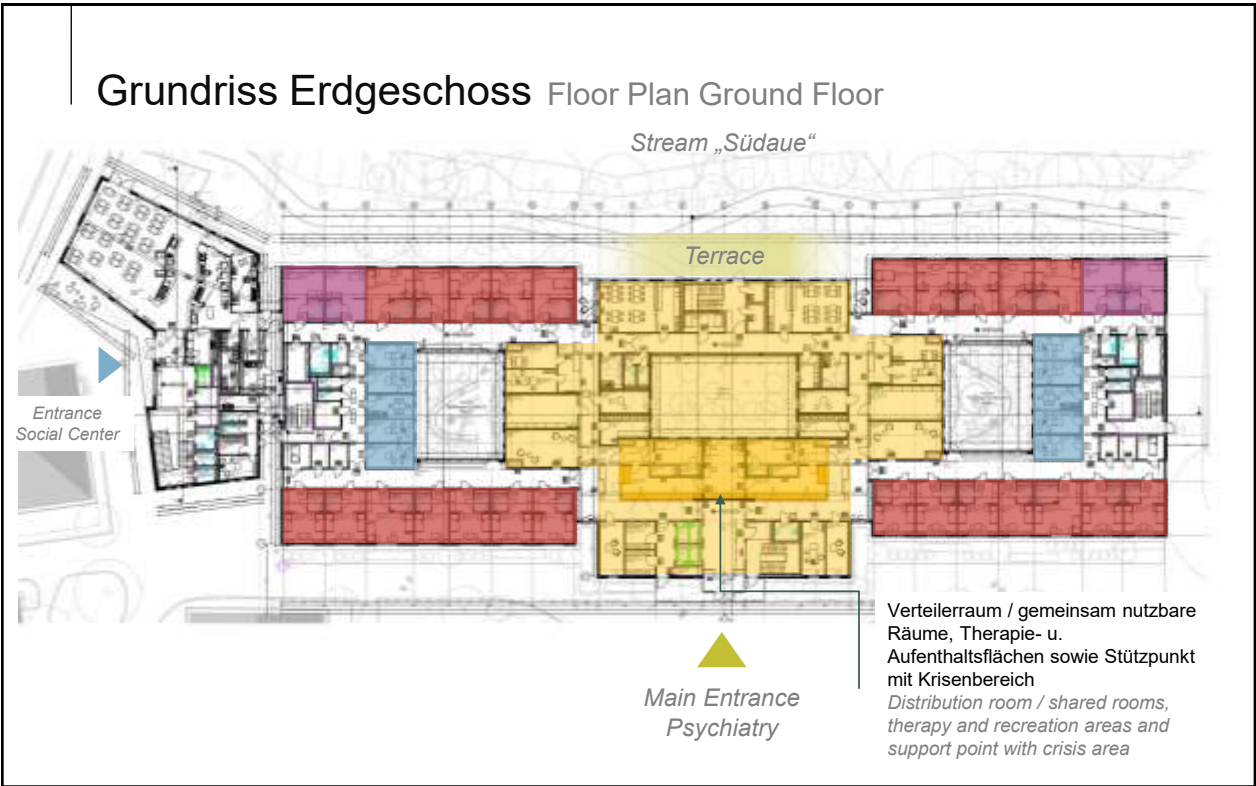 Grundriss Erdgeschoss Floor Plan Ground Floor
Stream „Südaue“
Terrace
Entrance
Social Center
Main Entrance
Psychiatry
Verteilerraum / gemeinsam nutzbare
Räume, Therapie- u.
Aufenthaltsflächen sowie Stützpunkt
mit Krisenbereich
Distribution room / shared rooms,
therapy and recreation areas and
support point with crisis area